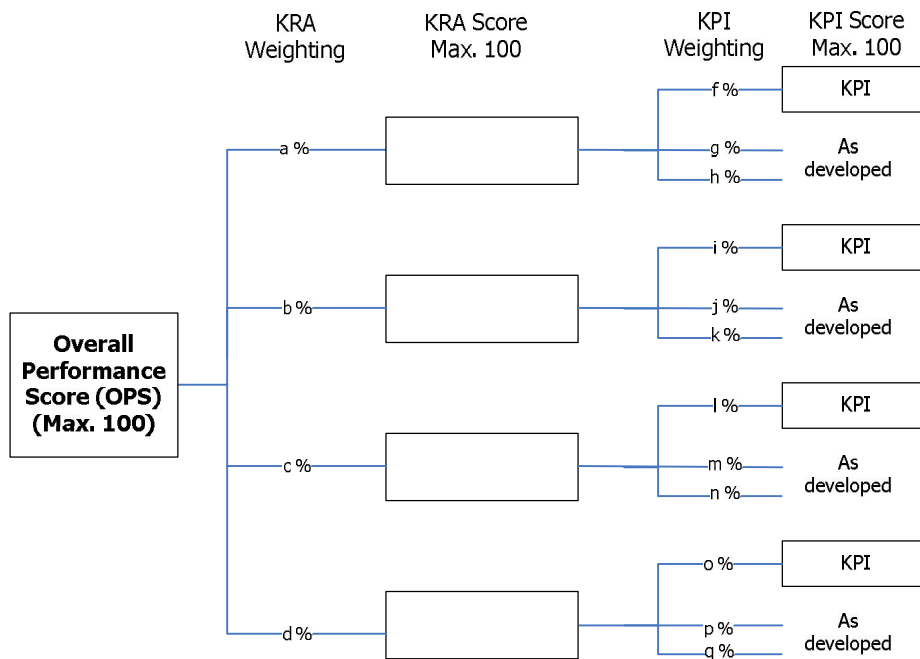 KRA
Weighting
KRA Score
Max. 100
KPI
Weighting
KPI Score
Max. 100
f %
KPI
a %
g %
As
developed
h %
i %
KPI
b %
j %
As
developed
k %
Overall
Performance
Score (OPS)
(Max. 100)
l %
KPI
c %
m %
As
developed
n %
o %
KPI
d %
p %
As
developed
q %